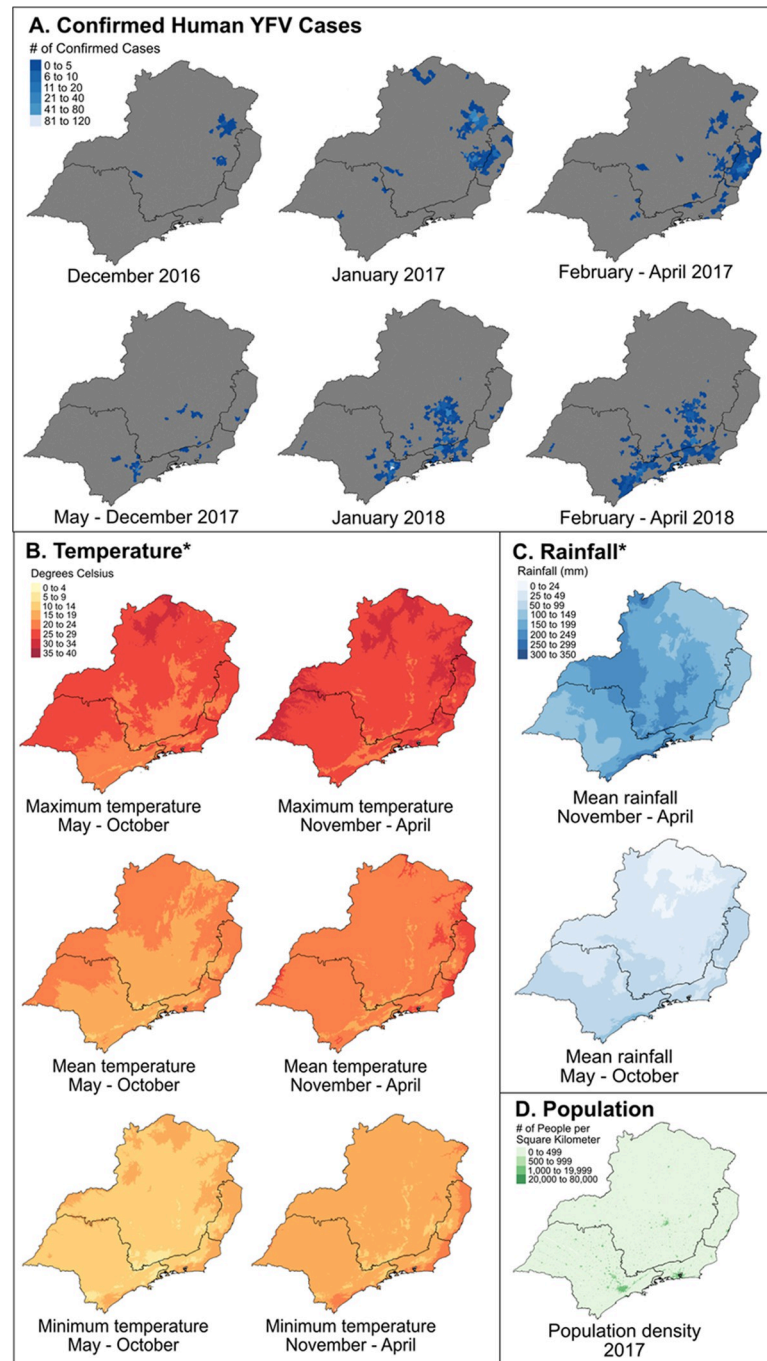 A. Confirmed Human YFV Cases
# of Confirmed Cases
0 to 5
6 to 10
11 to 20
21 to 40
41 to 80
81 to 120
December 2016
January 2017
February - April 2017
May - December 2017
January 2018
February - April 2018
B. Temperature*
Degrees Celsius
0 to 4
5 to 9
10 to 14
15 to 19
20 to 24
25 to 29
30 to 34
35 to 40
Maximum temperature
May - October
Maximum temperature
November - April
Mean temperature
May - October
Mean temperature
November - April
Minimum temperature
May - October
Minimum temperature
November - April
C. Rainfall*
Rainfall (mm)
0 to 24
25 to 49
50 to 99
100 to 149
150 to 199
200 to 249
250 to 299
300 to 350
Mean rainfall
November - April
Mean rainfall
May - October
D. Population
# of People per
Square Kilometer
0 to 499
500 to 999
1,000 to 19,999
20,000 to 80,000
Population density
2017